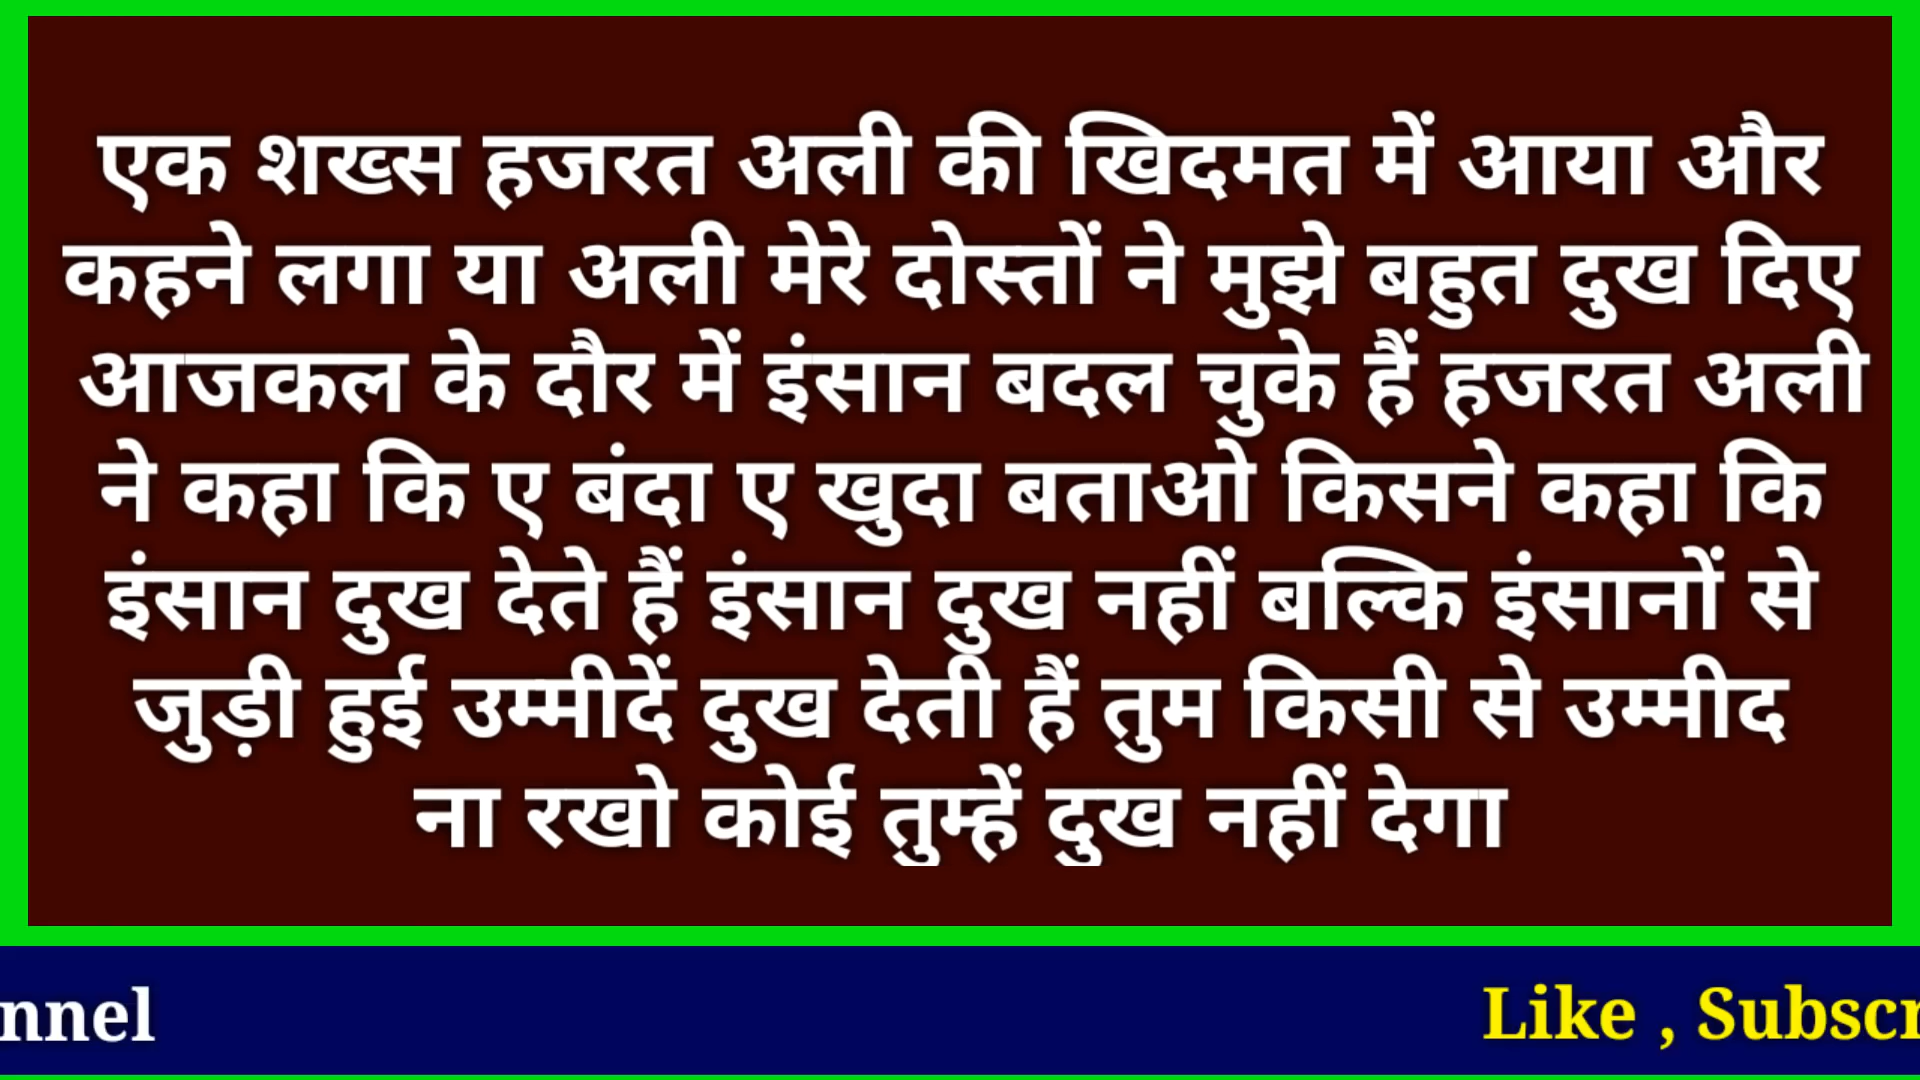 एक शख्स हजरत अली की खिदमत में आया और
कहने लगा या अली मेरे दोस्तों ने मुझे बहुत दुख दिए
आजकल के दौर में इंसान बदल चुके हैं हजरत अली
ने कहा कि ए बंदा ए खुदा बताओ किसने कहा कि
इंसान दुख देते हैं इंसान दुख नहीं बल्कि इंसानों से
जुड़ी हुई उम्मीदें दुख देती हैं तुम किसी से उम्मीद
ना रखो कोई तुम्हें दुख नहीं देगा
nnel Like , Subscr